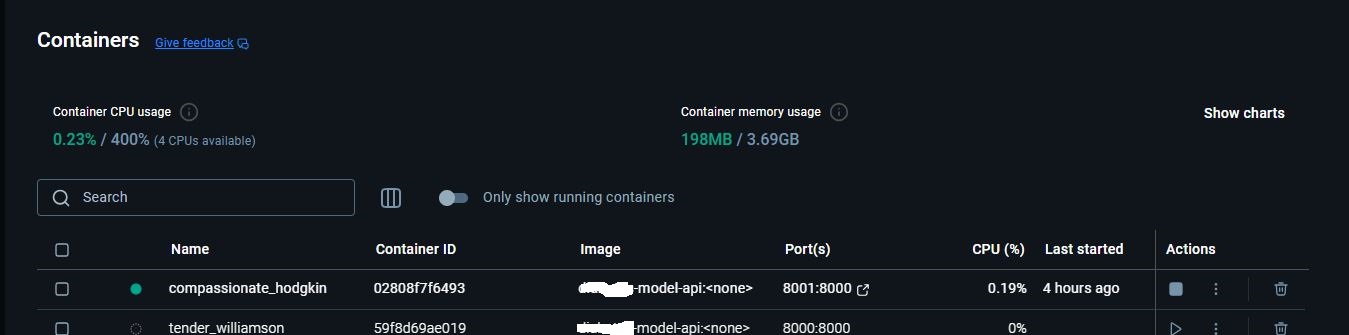 Containers Give feedback
Container CPU usage
0.23% / 400% (4 CPUs available)
Container memory usage
198MB / 3.69GB
Show charts
Search
Only show running containers
Name Container ID Image Port(s) CPU (%) Last started Actions
compassionate_hodgkin 02808f7f6493 -model-api:<none> 8001:8000 0.19% 4 hours ago
tender_williamson 59f8d69ae019 -model-api:<none> 8000:8000 0%